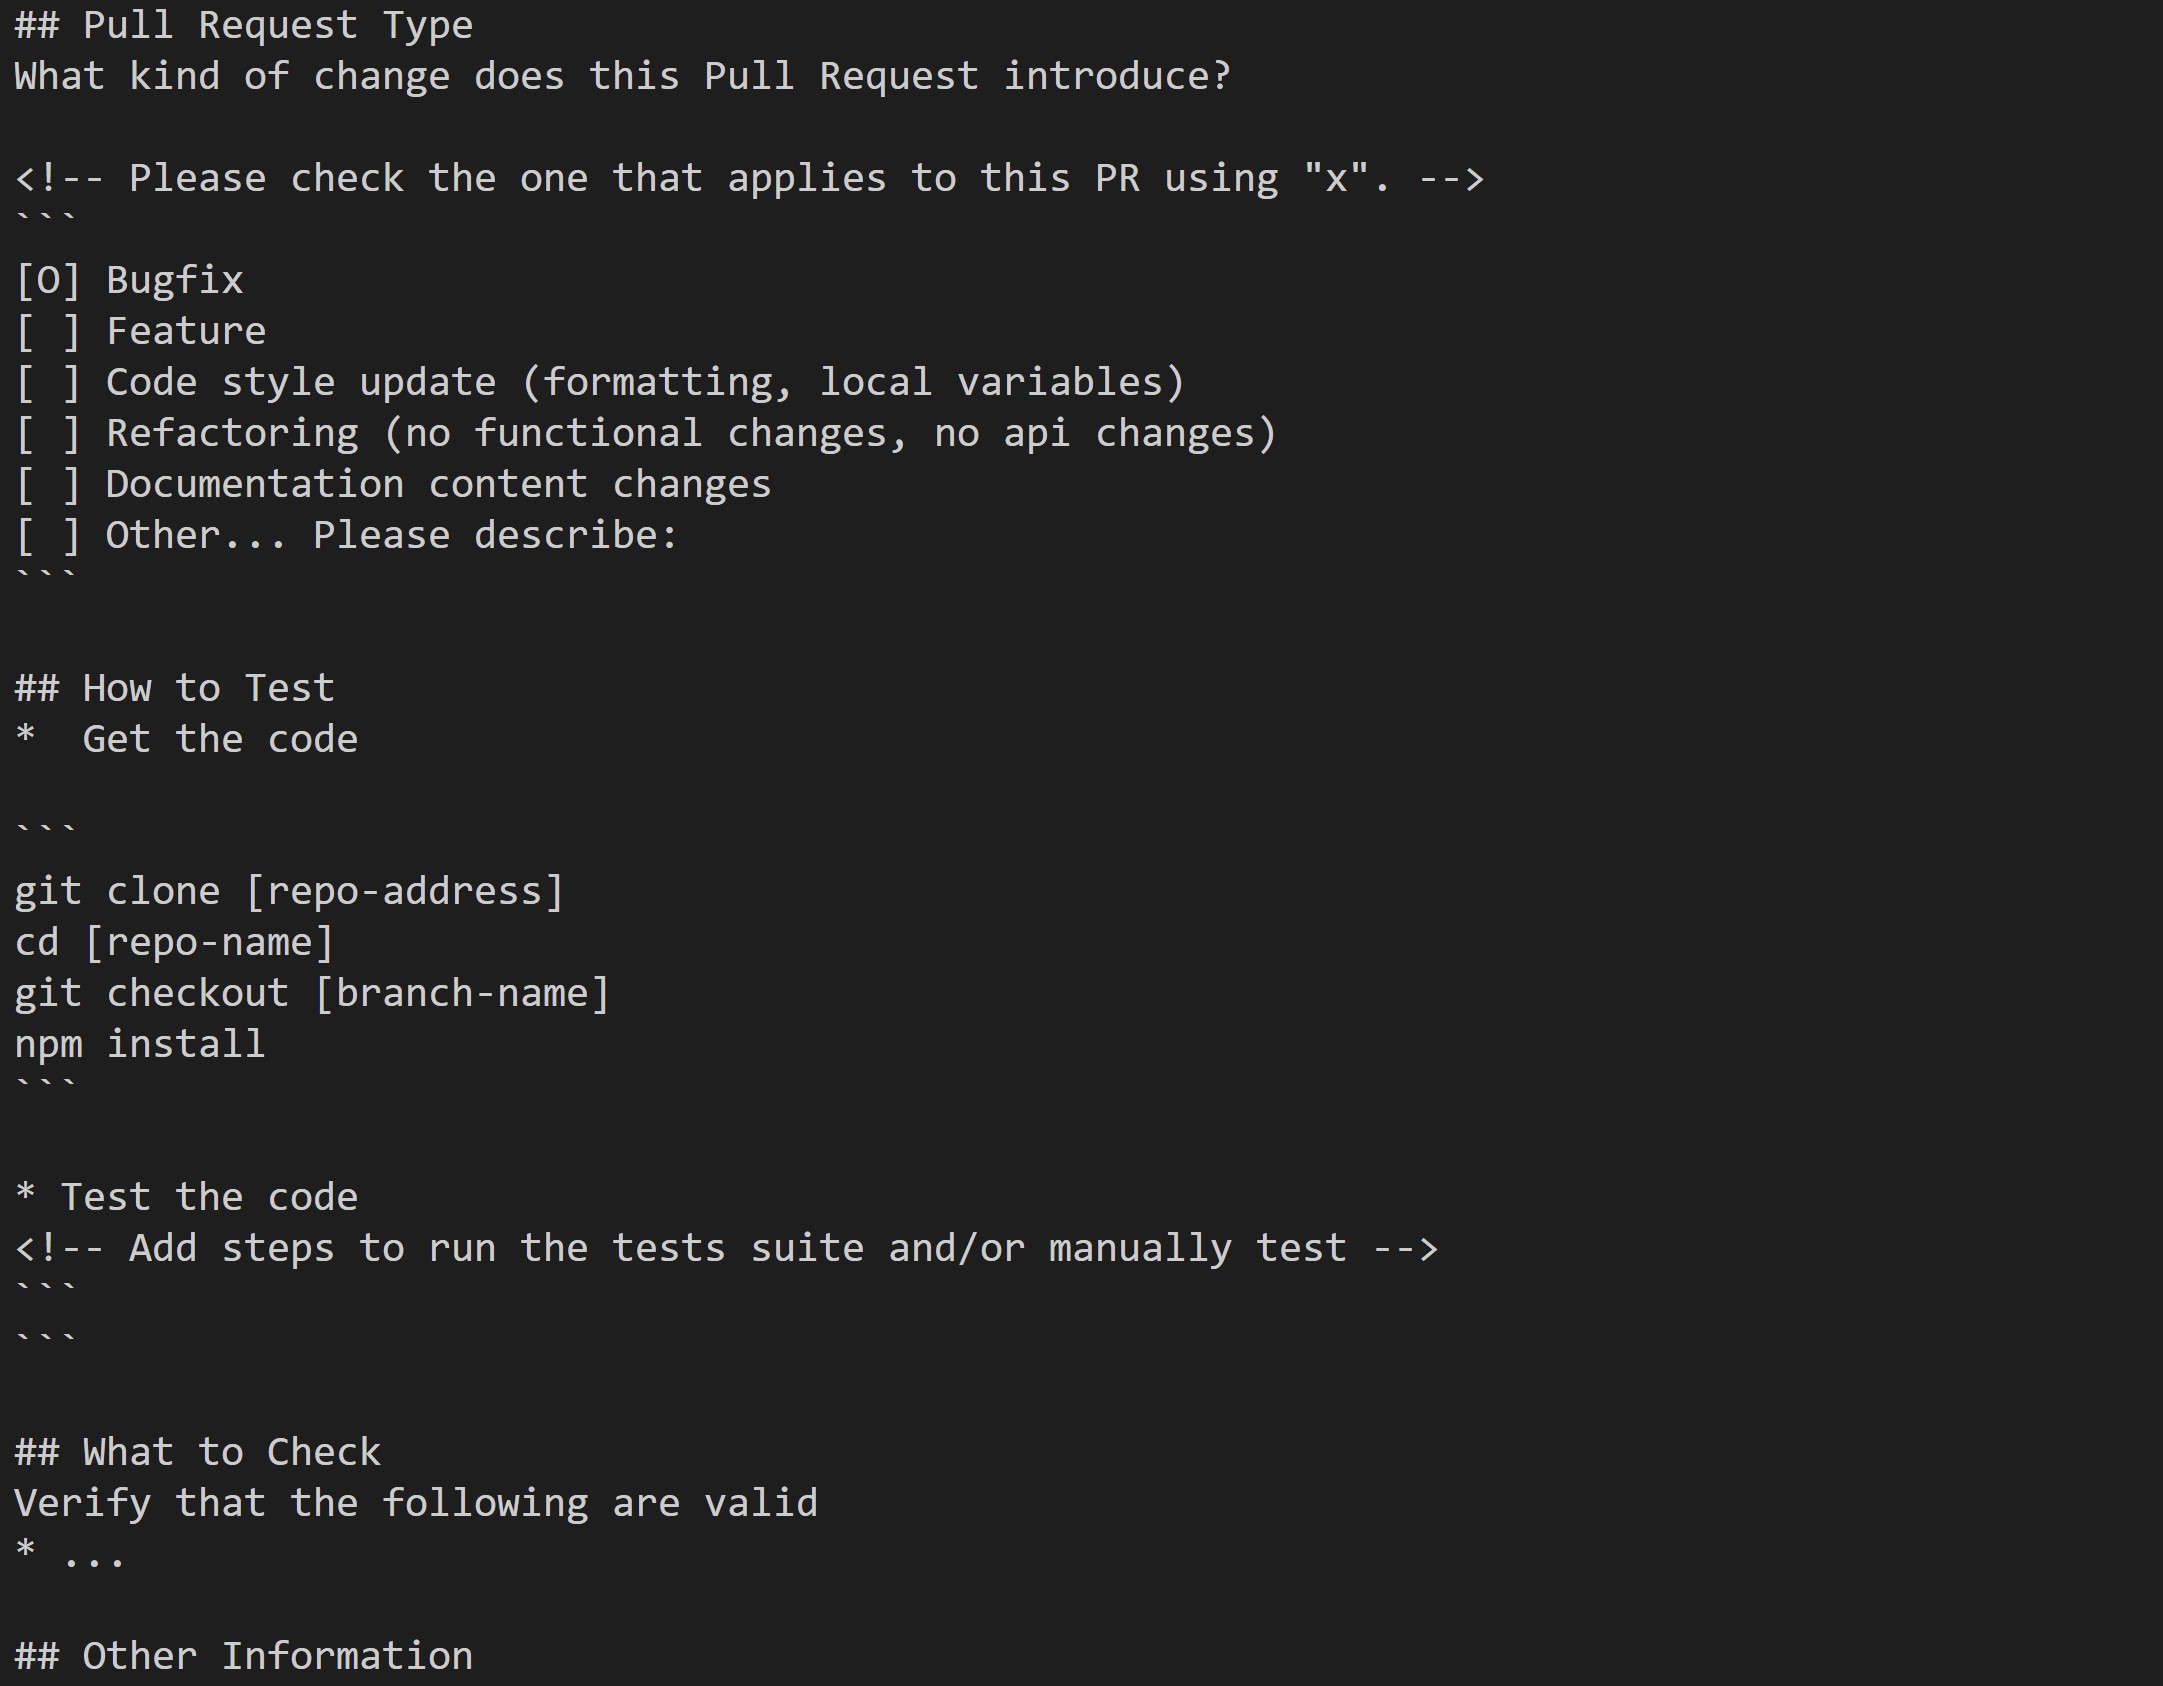 ## Pull Request Type
What kind of change does this Pull Request introduce?
<!-- Please check the one that applies to this PR using "x". -->
```
[O] Bugfix
[ ] Feature
[ ] Code style update (formatting, local variables)
[ ] Refactoring (no functional changes, no api changes)
[ ] Documentation content changes
[ ] Other... Please describe:
```
## How to Test
*  Get the code
```
git clone [repo-address]
cd [repo-name]
git checkout [branch-name]
npm install
```
* Test the code
<!-- Add steps to run the tests suite and/or manually test -->
```
```
## What to Check
Verify that the following are valid
* ...
## Other Information